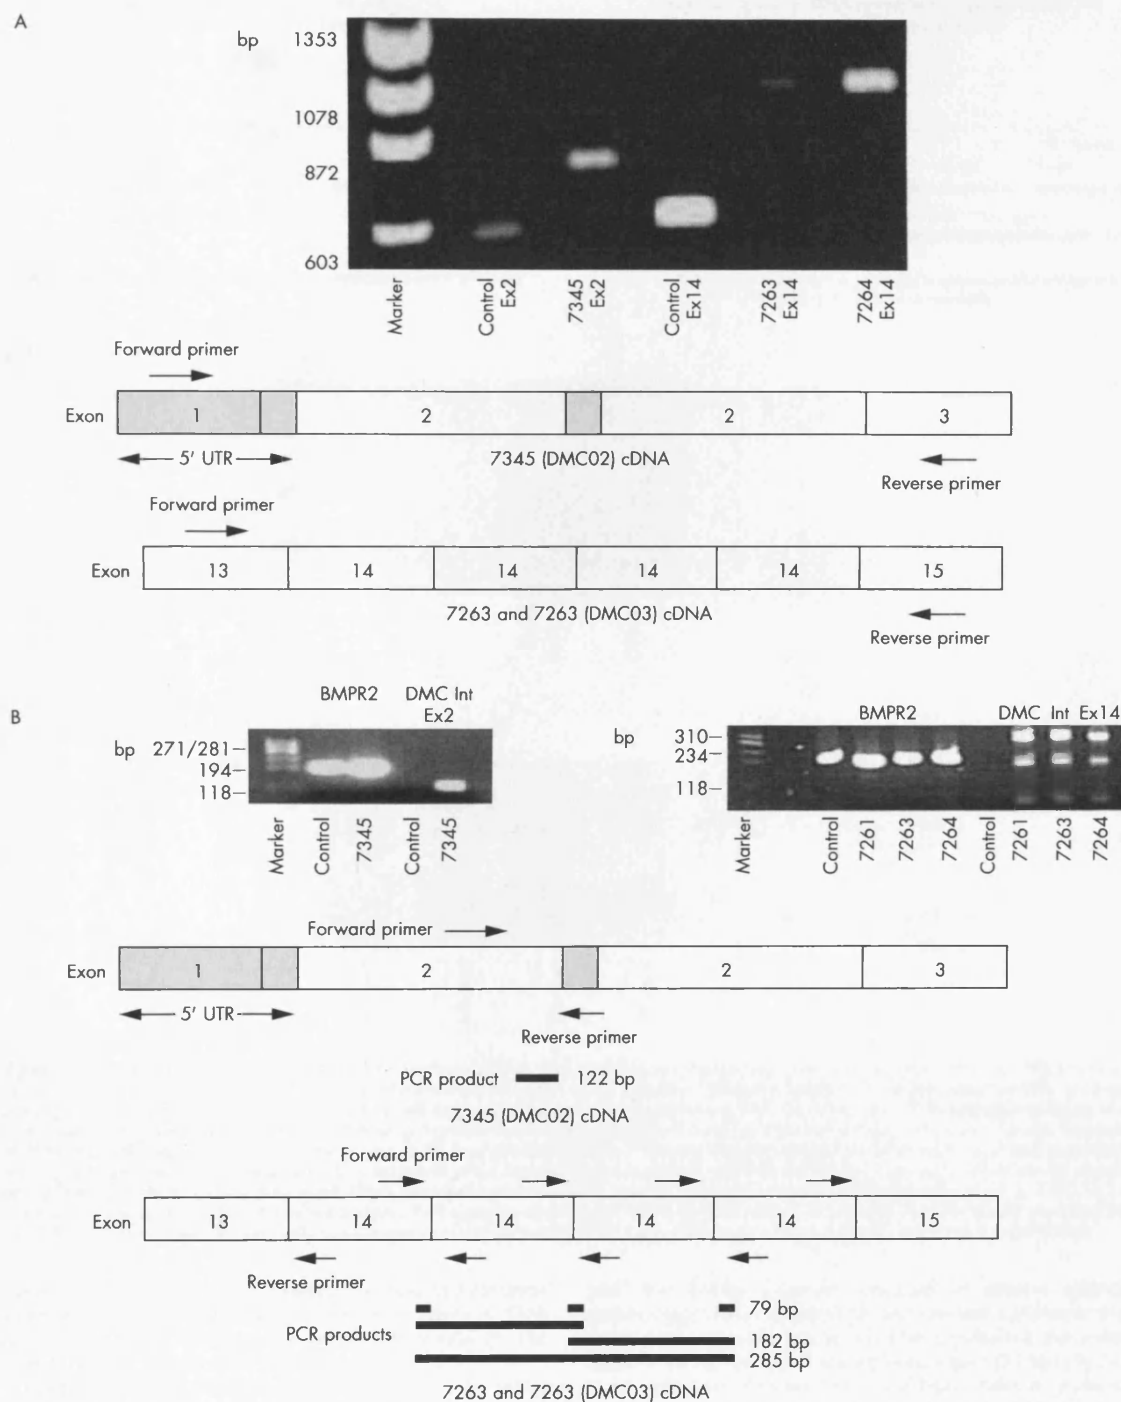 A
bp 1353
1078
872
603
Marker
Control Ex2
7345 Ex2
Control Ex14
7263 Ex14
7264 Ex14
Forward primer
Exon 1 2 2 3
5' UTR
7345 (DMC02) cDNA
Reverse primer
Forward primer
Exon 13 14 14 14 14 15
7263 and 7263 (DMC03) cDNA
Reverse primer
B
BMPR2 DMC Int
Ex2
bp 271/281
194
118
Marker
Control
7345
Control
7345
BMPR2 DMC Int Ex14
bp 310
234
118
Marker
Control
7261
7263
7264
Control
7261
7263
7264
Forward primer
Exon 1 2 2 3
5' UTR
Reverse primer
PCR product 122 bp
7345 (DMC02) cDNA
Forward primer
Exon 13 14 14 14 14 15
Reverse primer
79 bp
PCR products
182 bp
285 bp
7263 and 7263 (DMC03) cDNA